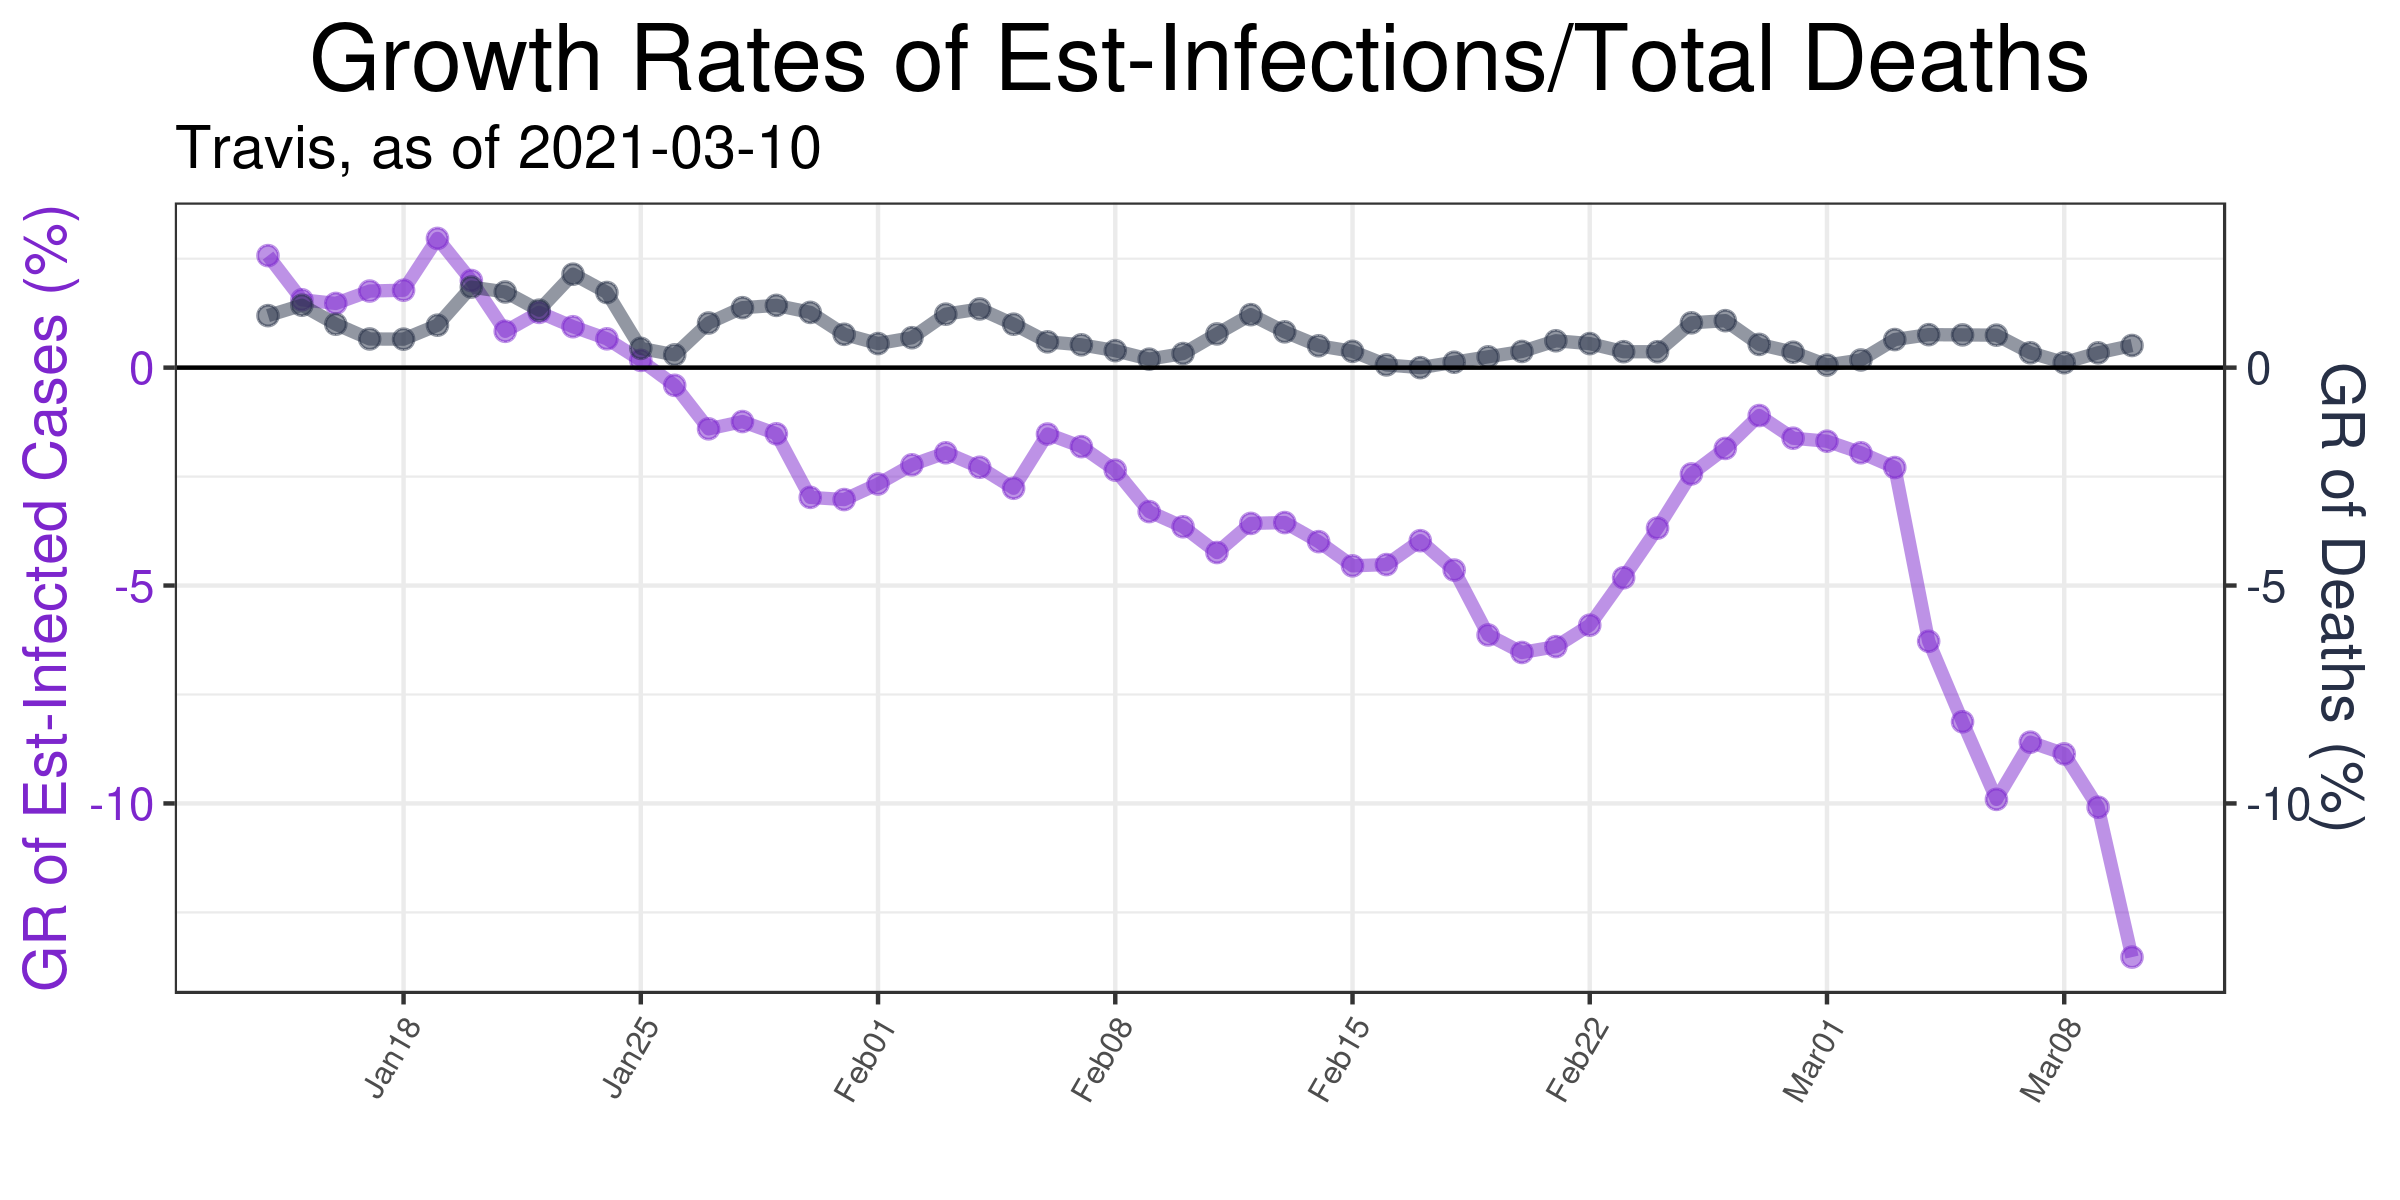 Growth Rates of Est-Infections/Total Deaths
Travis, as of 2021-03-10
GR of Est-Infected Cases (%)
0
-5
-10
0
-5
-10
GR of Deaths (%)
Jan18
Jan25
Feb01
Feb08
Feb15
Feb22
Mar01
Mar08